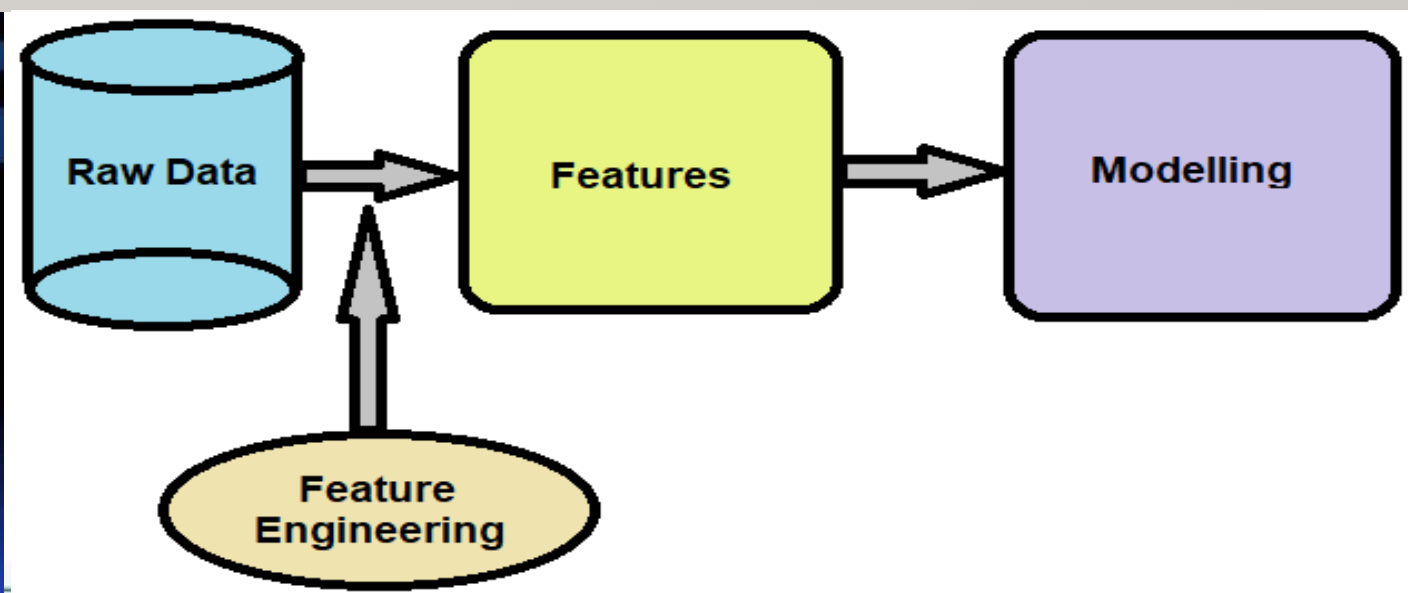 Raw Data
Features
Modelling
Feature
Engineering